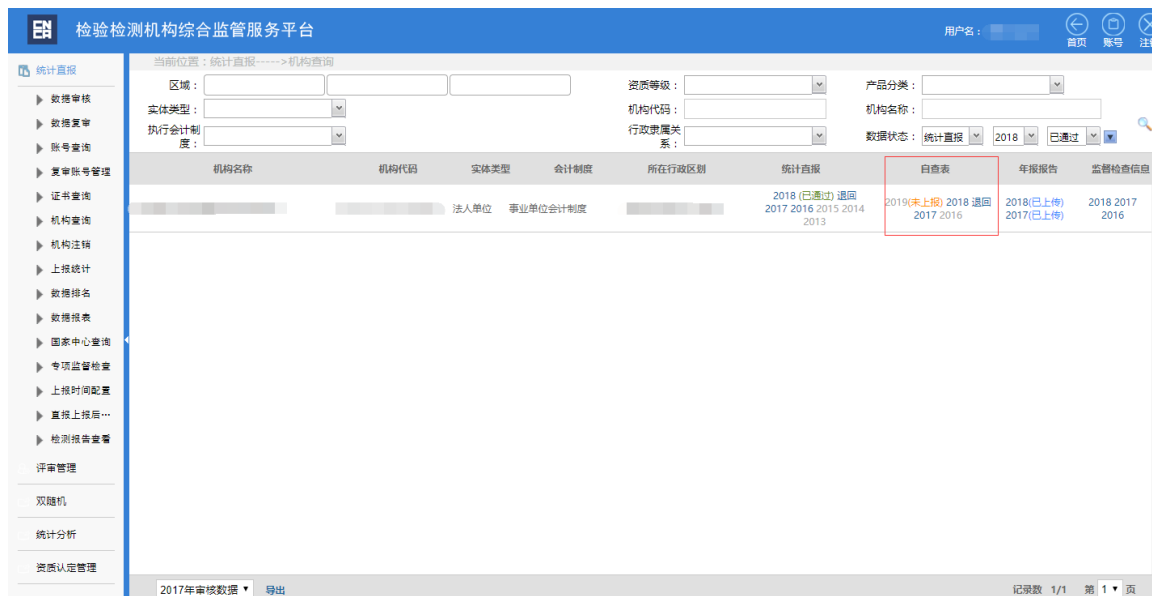 检验检测机构综合监管服务平台
用户名：
首页
账号
统计直报
数据审核
数据复审
账号查询
复审账号管理
证书查询
机构查询
机构注销
上报统计
数据排名
数据报表
国家中心查询
专项监督检查
上报时间配置
直报上报后…
检测报告查看
评审管理
双随机
统计分析
资质认定管理
当前位置：统计直报----->机构查询
区域： 资质等级： 产品分类：
实体类型： 机构代码： 机构名称：
执行会计制度： 行政隶属关系： 数据状态： 统计直报 2018 已通过
机构名称 机构代码 实体类型 会计制度 所在行政区划 统计直报 自查表 年报报告 监督检查信息
法人单位 事业单位会计制度
2018 (已通过) 退回
2017 2016 2015 2014
2013
2019(未上报) 2018 退回
2017 2016
2018(已上传)
2017(已上传)
2018 2017
2016
2017年审核数据 导出 记录数 1/1 第 1 页